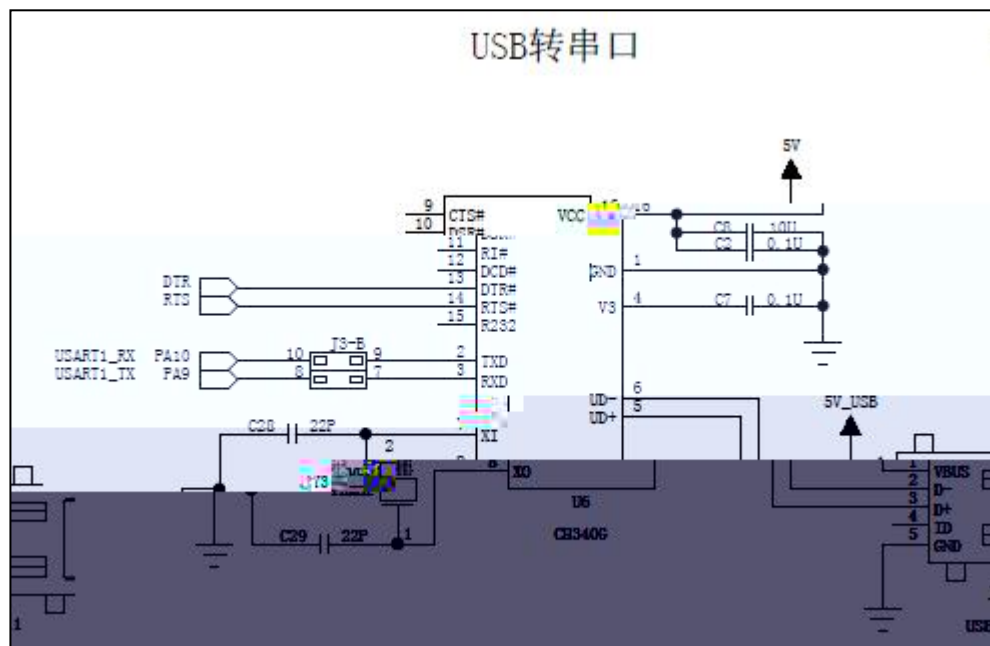 USB转串口
5V
9 CTS# VCC
10
C8 10U
11 C2 0.1U
RI#
12 1
DCD# GND
DTR 13
DTR#
RTS 14 4 C7 0.1U
RTS# V3
15
R232
J3-B
USART1_RX PA10 10 9 2
TXD
USART1_TX PA9 8 7 3
RXD
6
UD-
5 5V_USB
UD+
C28 22P
XI
2
8 XO 1 VBUS
2 D-
U6 3 D+
4 ID
C29 22P 1 CH340G 5 GND
1 USB